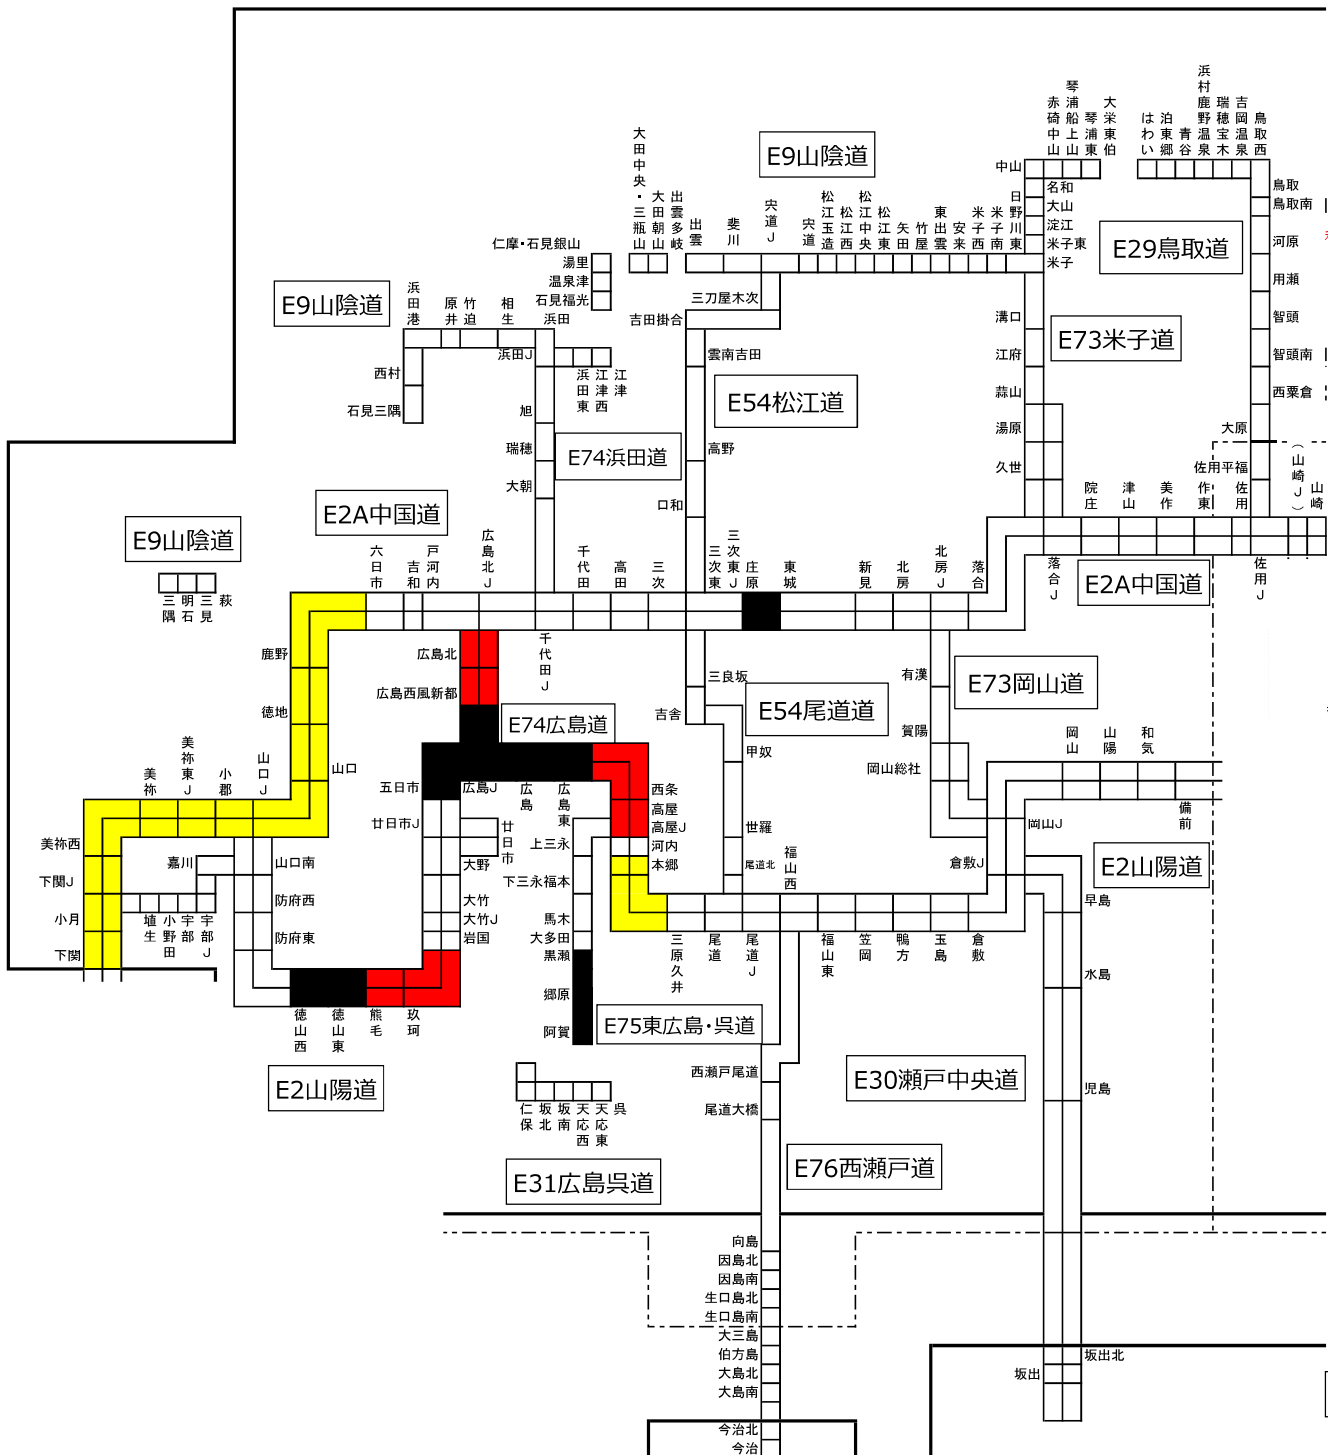 浜村鹿野温泉
瑞穂宝木
吉岡温泉
鳥取西
赤碕中山
琴浦船上山
琴浦東
大栄東伯
はわい
泊東郷
青谷
大田中央・三瓶山
大田朝山
出雲多岐
出雲
斐川
宍道J
宍道
松江玉造
松江西
松江中央
松江東
矢田
竹屋
東出雲
安来
米子西
米子南
日野川東
E9山陰道
中山
名和
大山
淀江
米子東
米子
鳥取
鳥取南
河原
用瀬
智頭
智頭南
西粟倉
大原
佐用平福
E29鳥取道
仁摩・石見銀山
湯里
温泉津
石見福光
三刀屋木次
吉田掛合
雲南吉田
高野
口和
溝口
江府
蒜山
湯原
久世
E73米子道
E9山陰道
浜田港
原井
竹迫
相生
浜田
浜田J
浜田東
江津西
江津
西村
石見三隅
旭
瑞穂
大朝
E54松江道
E74浜田道
院庄
津山
美作
作東
佐用
(山崎J)
山崎
E2A中国道
E9山陰道
三隅
明石
三見
萩
六日市
吉和
戸河内
広島北J
千代田
高田
三次
三次東
三次東J
庄原
東城
新見
北房
北房J
落合
落合J
E2A中国道
佐用J
鹿野
徳地
山口
広島北
広島西風新都
千代田J
三良坂
吉舎
有漢
賀陽
岡山総社
E73岡山道
E54尾道道
E74広島道
甲奴
世羅
尾道北
岡山
山陽
和気
備前
美祢
美祢東J
小郡
山口J
五日市
広島J
広島
広島東
西条
高屋
高屋J
河内
本郷
廿日市J
廿日市
大野
大竹
大竹J
岩国
上三永
下三永福本
馬木
大多田
黒瀬
郷原
阿賀
福山西
倉敷J
岡山J
E2山陽道
美祢西
下関J
小月
下関
嘉川
山口南
防府西
防府東
埴生
小野田
宇部
宇部J
三原久井
尾道
尾道J
福山東
笠岡
鴨方
玉島
倉敷
早島
水島
児島
徳山西
徳山東
熊毛
玖珂
E75東広島・呉道
E2山陽道
西瀬戸尾道
尾道大橋
E30瀬戸中央道
仁保
坂北
坂南
天応西
天応東
呉
E31広島呉道
E76西瀬戸道
向島
因島北
因島南
生口島北
生口島南
大三島
伯方島
大島北
大島南
今治北
今治
坂出北
坂出